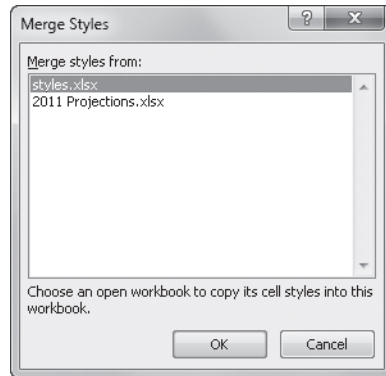 Merge Styles
Merge styles from:
styles.xlsx
2011 Projections.xlsx
Choose an open workbook to copy its cell styles into this
workbook.
OK
Cancel